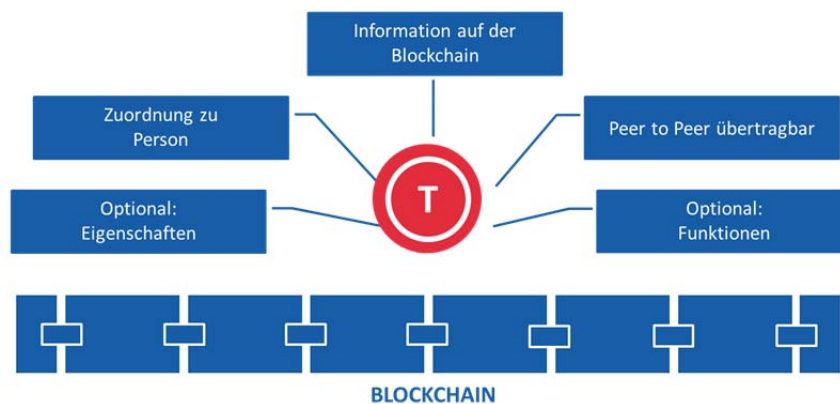 Information auf der
Blockchain
Zuordnung zu
Person
Peer to Peer übertragbar
T
Optional:
Eigenschaften
Optional:
Funktionen
BLOCKCHAIN